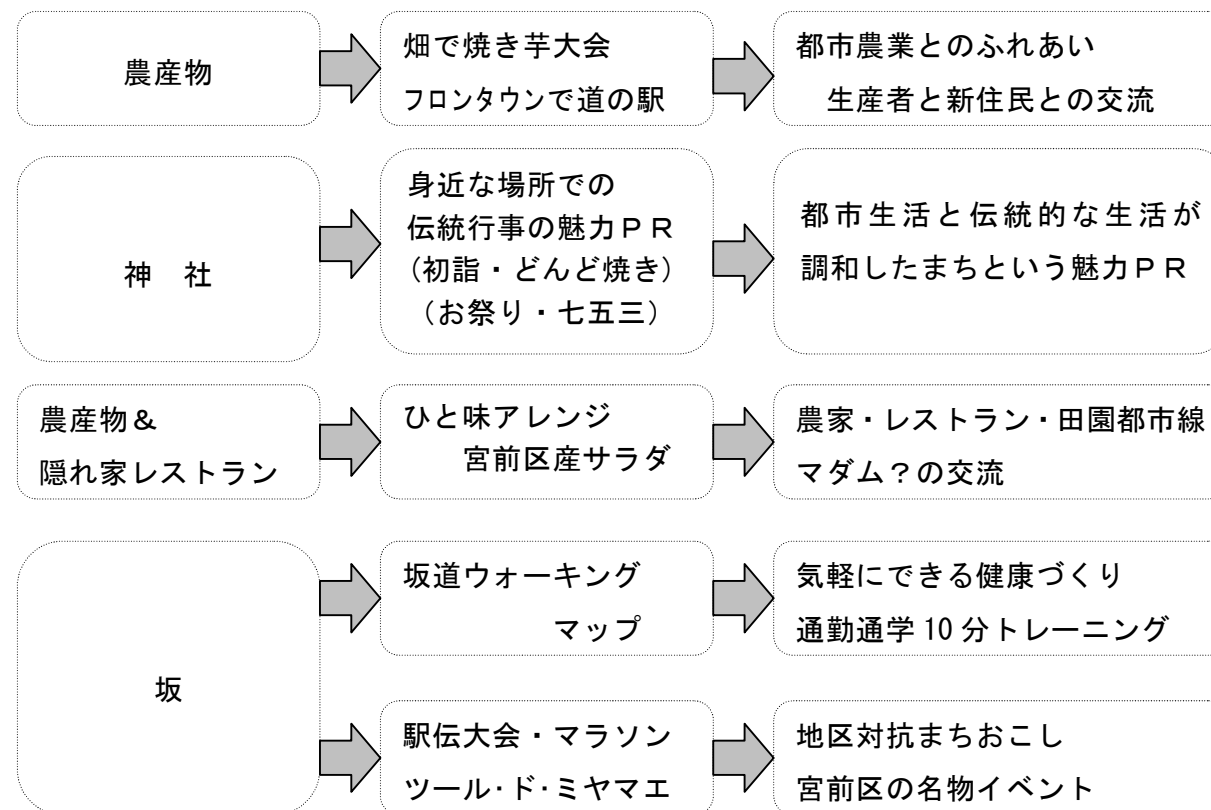 農産物
畑で焼き芋大会
フロンタウンで道の駅
都市農業とのふれあい
生産者と新住民との交流
神　社
身近な場所での
伝統行事の魅力ＰＲ
(初詣・どんど焼き)
（お祭り・七五三）
都市生活と伝統的な生活が
調和したまちという魅力ＰＲ
農産物＆
隠れ家レストラン
ひと味アレンジ
宮前区産サラダ
農家・レストラン・田園都市線
マダム？の交流
坂
坂道ウォーキング
マップ
気軽にできる健康づくり
通勤通学 10 分トレーニング
駅伝大会・マラソン
ツール・ド・ミヤマエ
地区対抗まちおこし
宮前区の名物イベント